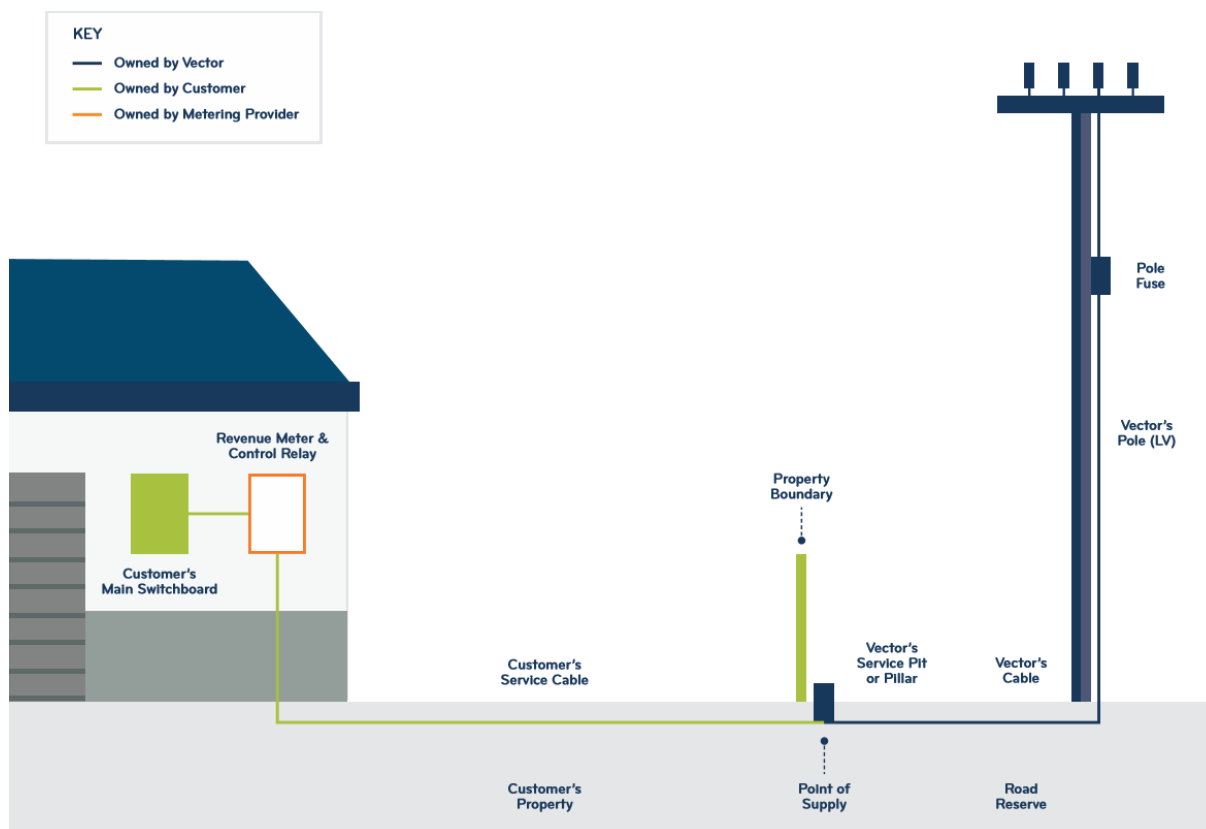 KEY
Owned by Vector
Owned by Customer
Owned by Metering Provider
Pole
Fuse
Vector's
Pole (LV)
Revenue Meter &
Control Relay
Property
Boundary
Customer's
Main Switchboard
Customer's
Service Cable
Vector's
Service Pit
or Pillar
Vector's
Cable
Customer's
Property
Point of
Supply
Road
Reserve